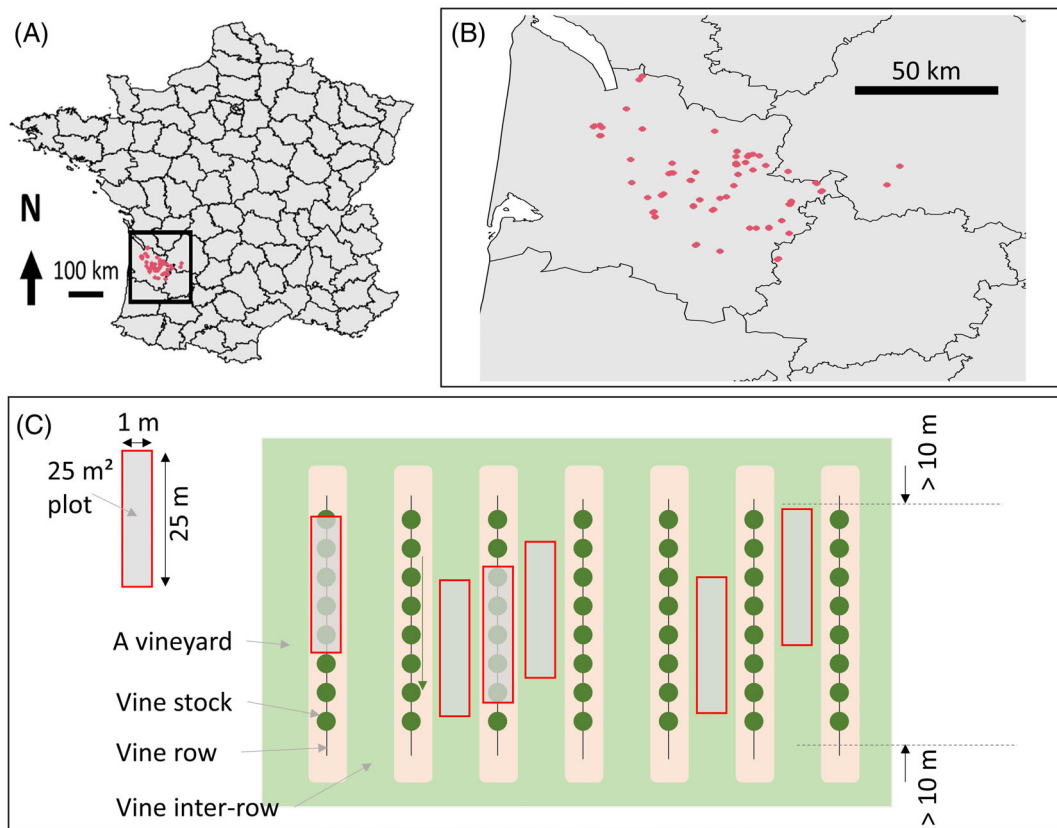 (A)
N
100 km
(B)
50 km
(C)
1 m
25 m²
plot
25 m
A vineyard
Vine stock
Vine row
Vine inter-row
> 10 m
> 10 m